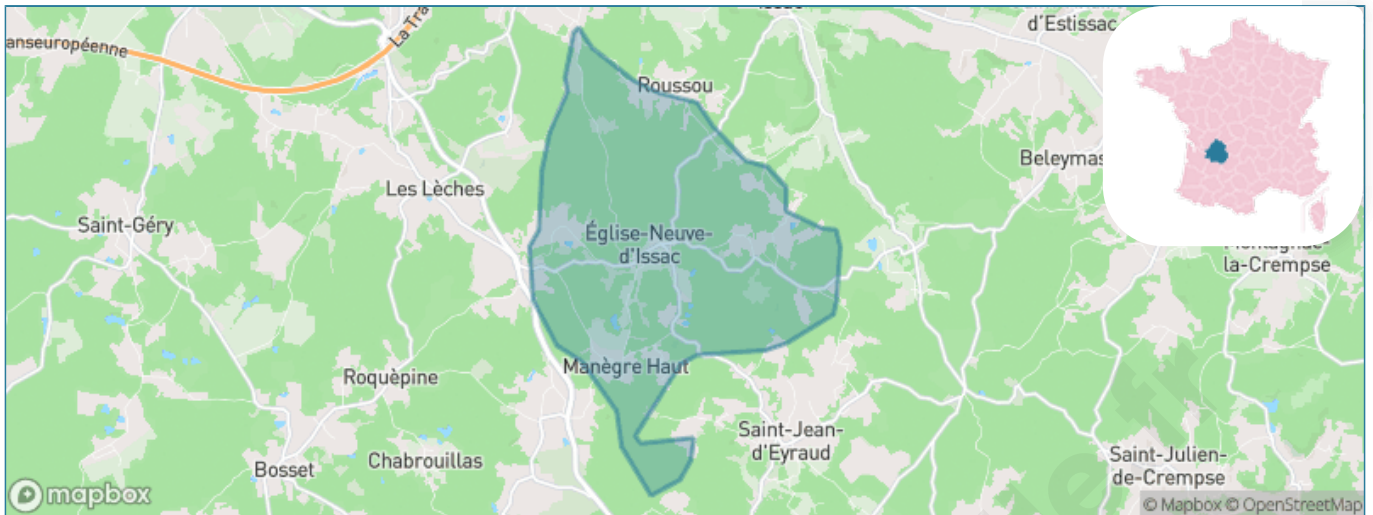 d'Estissac
anseuropéenne
La Tra
Roussou
Beleymas
Les Lèches
Saint-Géry
Église-Neuve-
d'Issac
la-Crempse
Manègre Haut
Roquèpine
Saint-Jean-
d'Eyraud
Chabrouillas
Bosset
Saint-Julien-
de-Crempse
mapbox
© Mapbox © OpenStreetMap